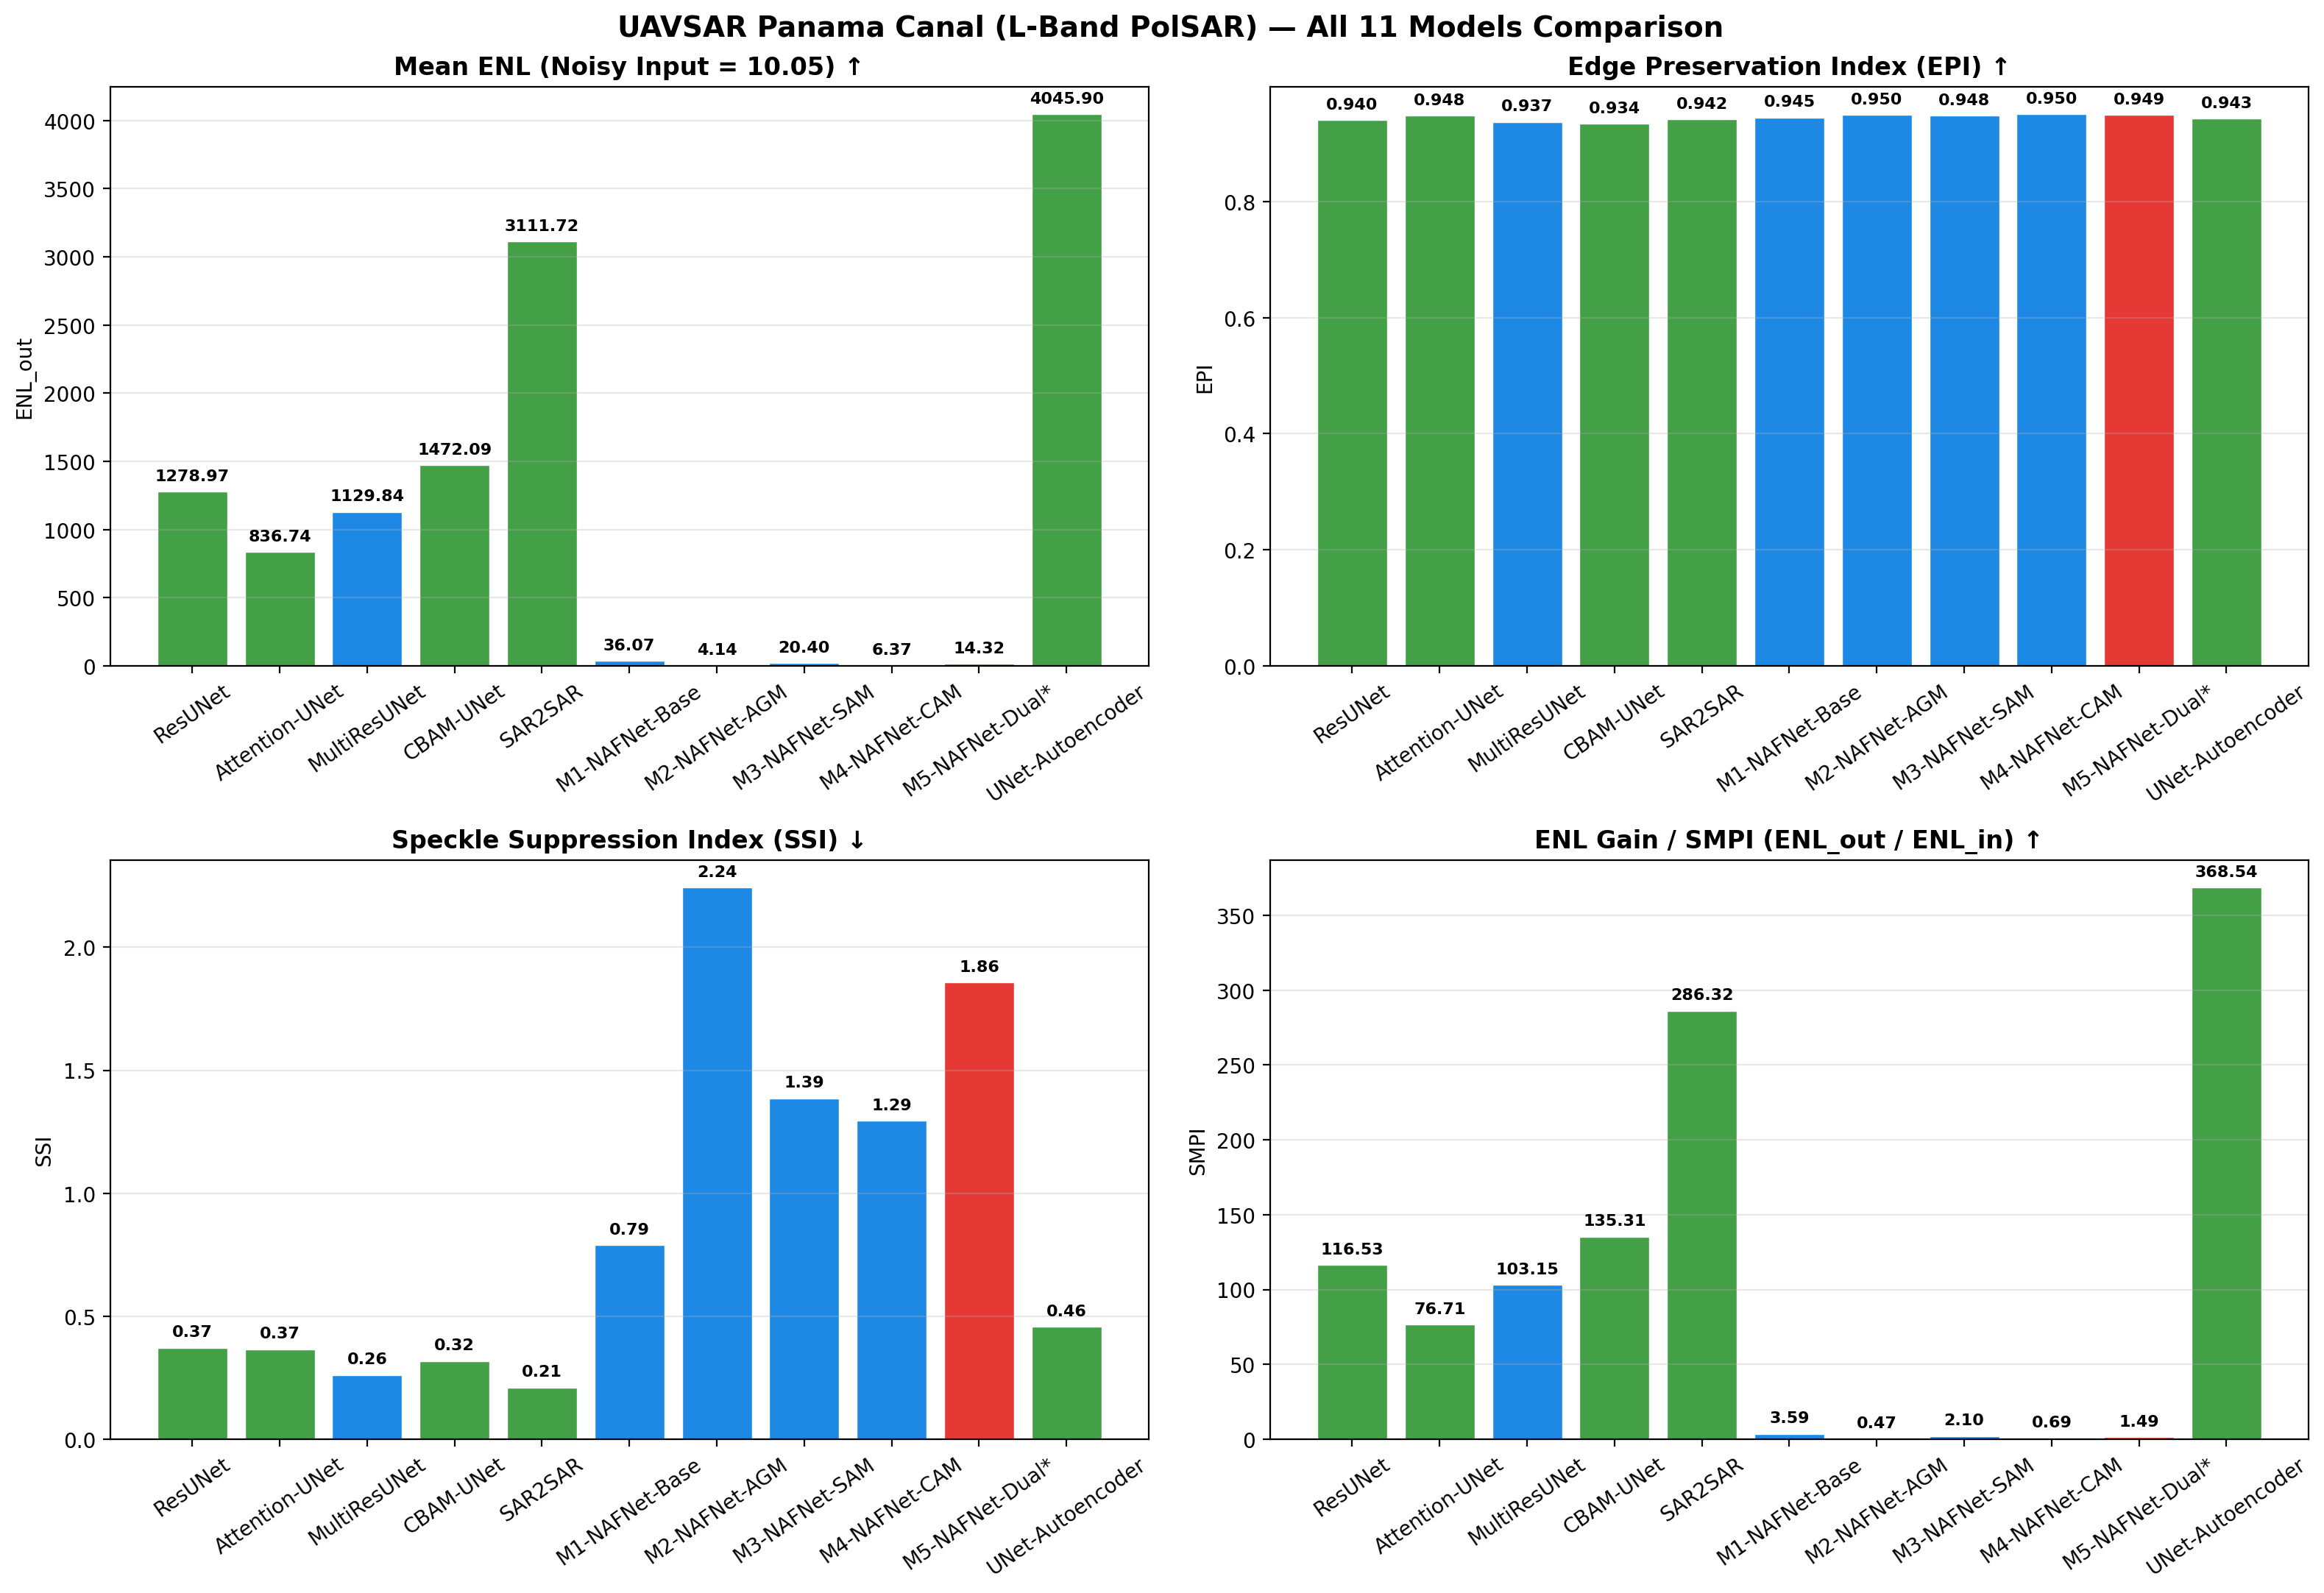 UAVSAR Panama Canal (L-Band PolSAR) — All 11 Models Comparison
Mean ENL (Noisy Input = 10.05) ↑
ENL_out
4000
3500
3000
2500
2000
1500
1000
500
0
1278.97
836.74
1129.84
1472.09
3111.72
36.07
4.14
20.40
6.37
14.32
4045.90
ResUNet
Attention-UNet
MultiResUNet
CBAM-UNet
SAR2SAR
M1-NAFNet-Base
M2-NAFNet-AGM
M3-NAFNet-SAM
M4-NAFNet-CAM
M5-NAFNet-Dual*
UNet-Autoencoder
Edge Preservation Index (EPI) ↑
EPI
0.8
0.6
0.4
0.2
0.0
0.940
0.948
0.937
0.934
0.942
0.945
0.950
0.948
0.950
0.949
0.943
ResUNet
Attention-UNet
MultiResUNet
CBAM-UNet
SAR2SAR
M1-NAFNet-Base
M2-NAFNet-AGM
M3-NAFNet-SAM
M4-NAFNet-CAM
M5-NAFNet-Dual*
UNet-Autoencoder
Speckle Suppression Index (SSI) ↓
SSI
2.0
1.5
1.0
0.5
0.0
0.37
0.37
0.26
0.32
0.21
0.79
2.24
1.39
1.29
1.86
0.46
ResUNet
Attention-UNet
MultiResUNet
CBAM-UNet
SAR2SAR
M1-NAFNet-Base
M2-NAFNet-AGM
M3-NAFNet-SAM
M4-NAFNet-CAM
M5-NAFNet-Dual*
UNet-Autoencoder
ENL Gain / SMPI (ENL_out / ENL_in) ↑
SMPI
350
300
250
200
150
100
50
0
116.53
76.71
103.15
135.31
286.32
3.59
0.47
2.10
0.69
1.49
368.54
ResUNet
Attention-UNet
MultiResUNet
CBAM-UNet
SAR2SAR
M1-NAFNet-Base
M2-NAFNet-AGM
M3-NAFNet-SAM
M4-NAFNet-CAM
M5-NAFNet-Dual*
UNet-Autoencoder